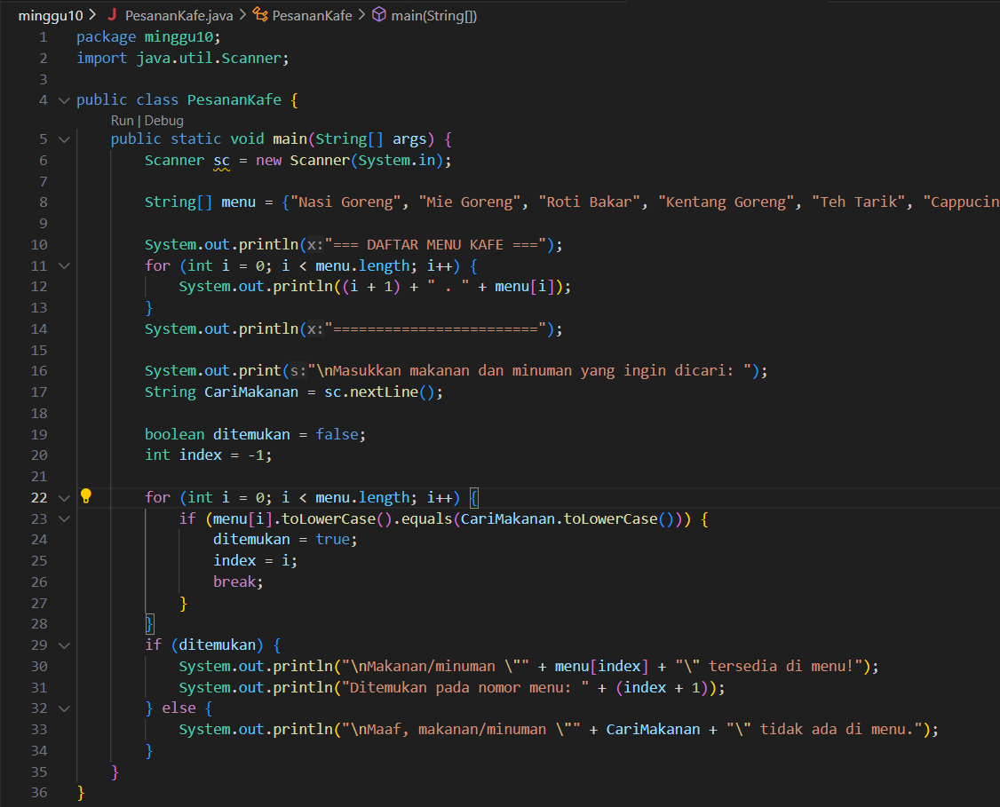 minggu10 > J PesananKafe.java > PesananKafe > main(String[])
1 package minggu10;
2 import java.util.Scanner;
3
4 public class PesananKafe {
Run | Debug
5 public static void main(String[] args) {
6 Scanner sc = new Scanner(System.in);
7
8 String[] menu = {"Nasi Goreng", "Mie Goreng", "Roti Bakar", "Kentang Goreng", "Teh Tarik", "Cappucin
9
10 System.out.println(x:"=== DAFTAR MENU KAFE ===");
11 for (int i = 0; i < menu.length; i++) {
12 System.out.println((i + 1) + " . " + menu[i]);
13 }
14 System.out.println(x:"========================");
15
16 System.out.print(s:"\nMasukkan makanan dan minuman yang ingin dicari: ");
17 String CariMakanan = sc.nextLine();
18
19 boolean ditemukan = false;
20 int index = -1;
21
22 for (int i = 0; i < menu.length; i++) {
23 if (menu[i].toLowerCase().equals(CariMakanan.toLowerCase())) {
24 ditemukan = true;
25 index = i;
26 break;
27 }
28 }
29 if (ditemukan) {
30 System.out.println("\nMakanan/minuman \"" + menu[index] + "\" tersedia di menu!");
31 System.out.println("Ditemukan pada nomor menu: " + (index + 1));
32 } else {
33 System.out.println("\nMaaf, makanan/minuman \"" + CariMakanan + "\" tidak ada di menu.");
34 }
35 }
36 }